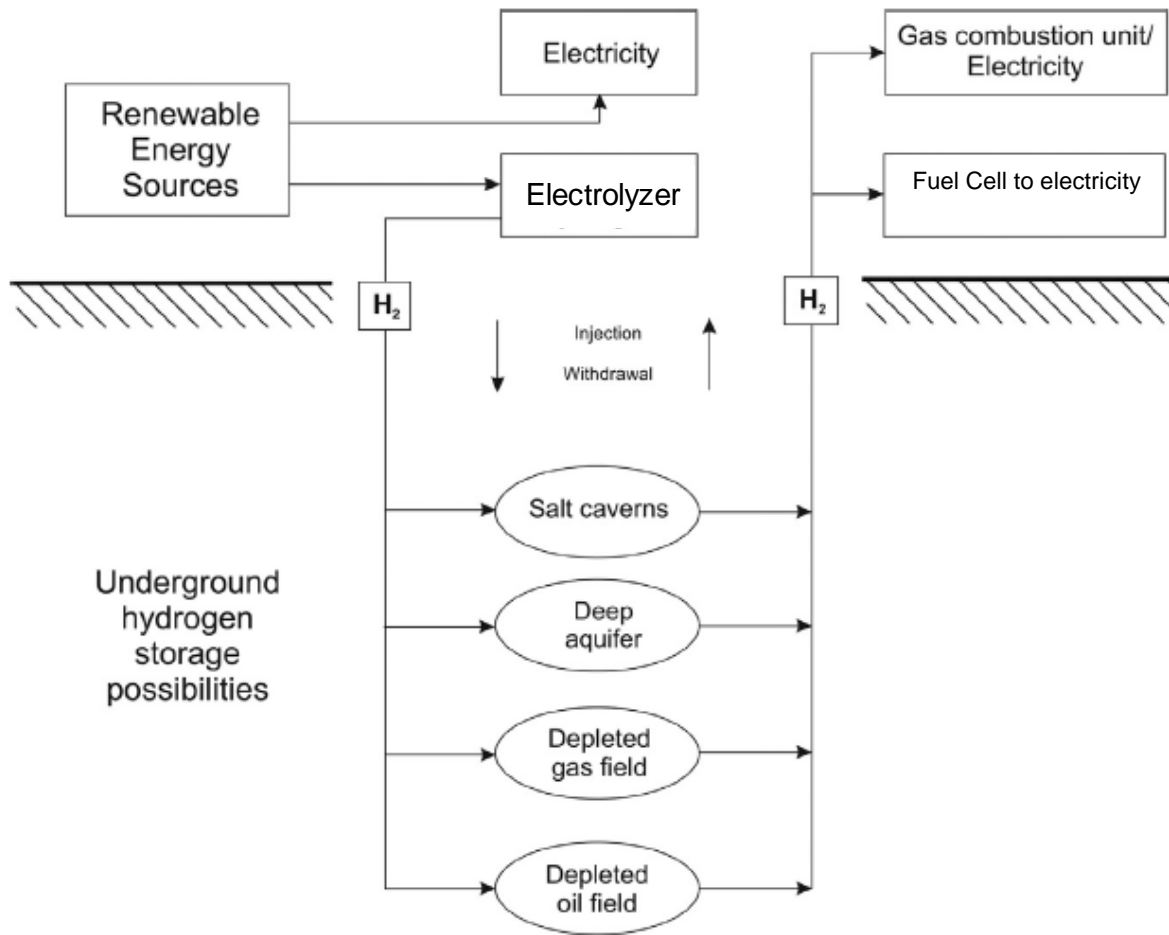 Renewable
Energy
Sources
Electricity
Electrolyzer
Gas combustion unit/
Electricity
Fuel Cell to electricity
H₂
H₂
Injection
Withdrawal
Underground
hydrogen
storage
possibilities
Salt caverns
Deep
aquifer
Depleted
gas field
Depleted
oil field